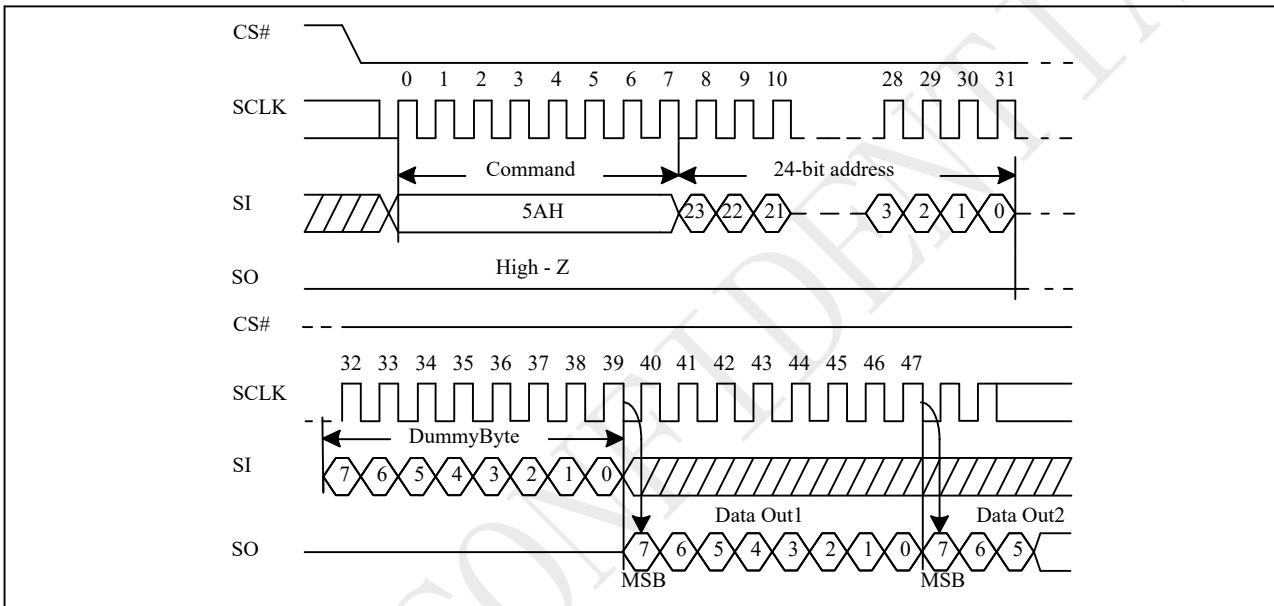 CS#
0 1 2 3 4 5 6 7 8 9 10 28 29 30 31
SCLK
Command 24-bit address
SI 5AH 23 22 21 3 2 1 0
High - Z
SO
CS#
32 33 34 35 36 37 38 39 40 41 42 43 44 45 46 47
SCLK
DummyByte
SI 7 6 5 4 3 2 1 0
Data Out1 Data Out2
SO 7 6 5 4 3 2 1 0 7 6 5
MSB MSB
CONFIDENTIA